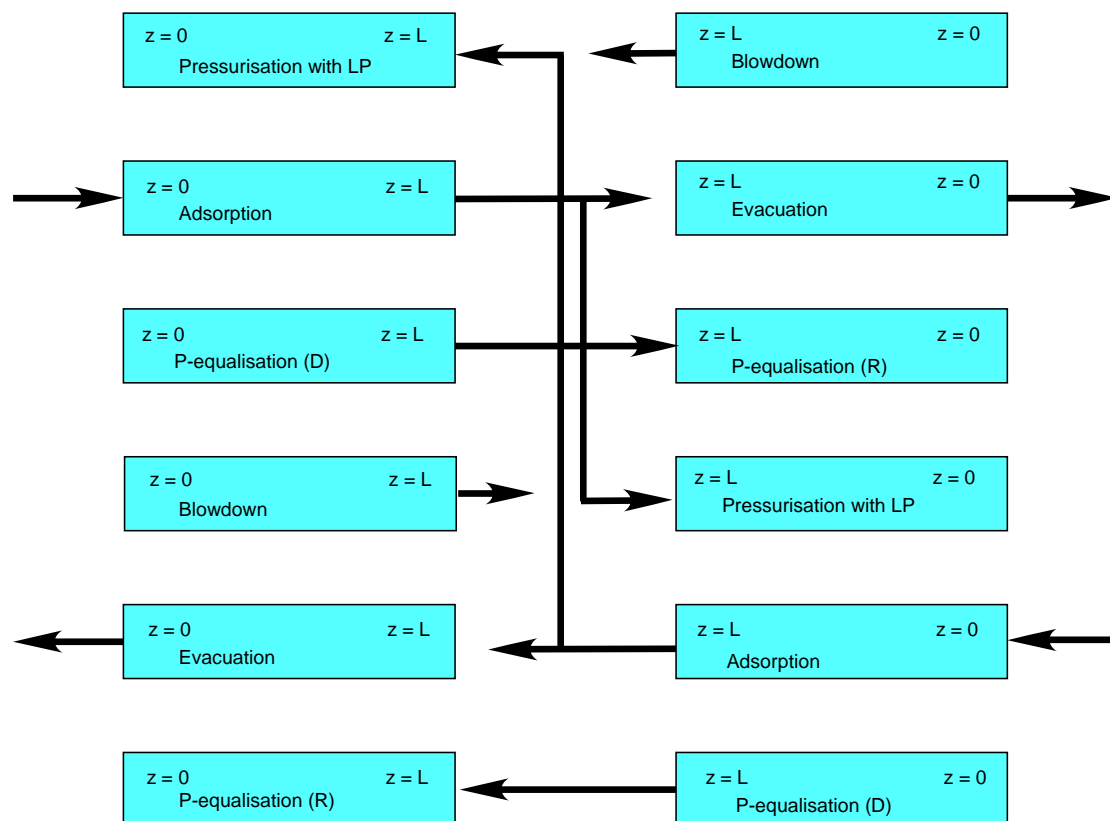 z = 0 z = L
Pressurisation with LP
z = L z = 0
Blowdown
z = 0 z = L
Adsorption
z = L z = 0
Evacuation
z = 0 z = L
P-equalisation (D)
z = L z = 0
P-equalisation (R)
z = 0 z = L
Blowdown
z = L z = 0
Pressurisation with LP
z = 0 z = L
Evacuation
z = L z = 0
Adsorption
z = 0 z = L
P-equalisation (R)
z = L z = 0
P-equalisation (D)